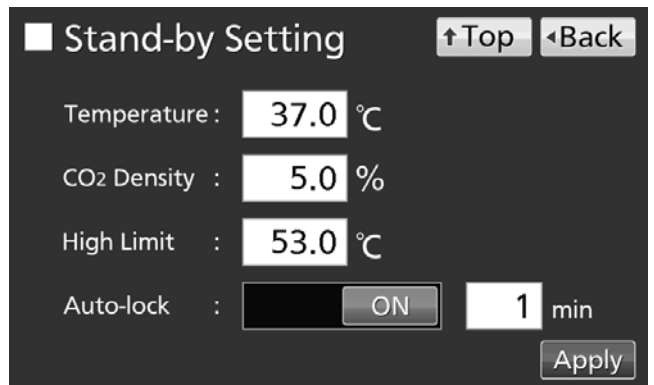 Stand-by Setting ↑Top ◂Back
Temperature : 37.0 ℃
CO2 Density : 5.0 %
High Limit : 53.0 ℃
Auto-lock : ON 1 min
Apply